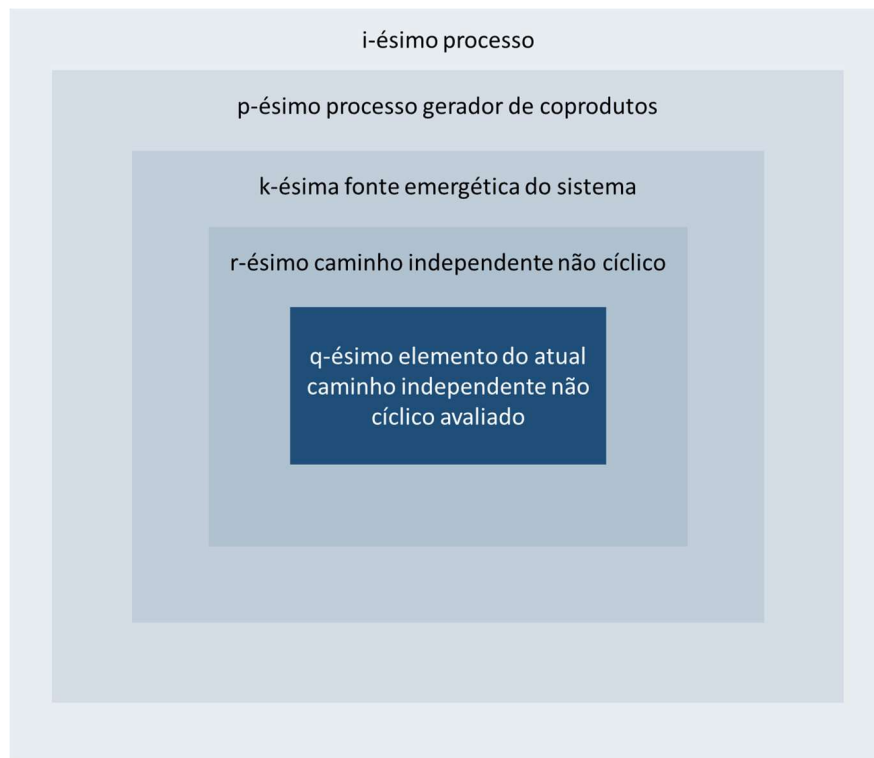 i-ésimo processo
p-ésimo processo gerador de coprodutos
k-ésima fonte emergética do sistema
r-ésimo caminho independente não cíclico
q-ésimo elemento do atual
caminho independente não
cíclico avaliado